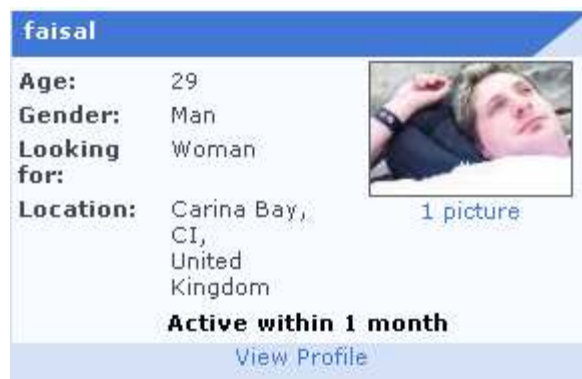 faisal
Age: 29
Gender: Man
Looking for: Woman
Location: Carina Bay,
CI,
United
Kingdom
1 picture
Active within 1 month
View Profile